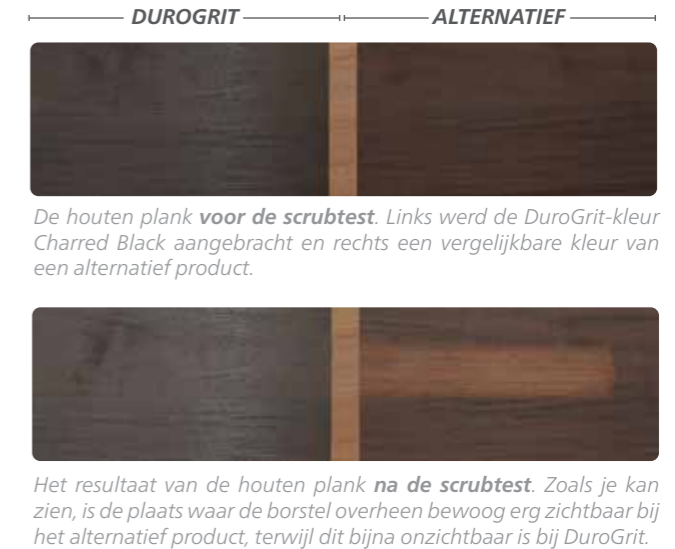 DUROGRIT ALTERNATIEF
De houten plank voor de scrubtest. Links werd de DuroGrit-kleur
Charred Black aangebracht en rechts een vergelijkbare kleur van
een alternatief product.
Het resultaat van de houten plank na de scrubtest. Zoals je kan
zien, is de plaats waar de borstel overheen bewoog erg zichtbaar bij
het alternatief product, terwijl dit bijna onzichtbaar is bij DuroGrit.